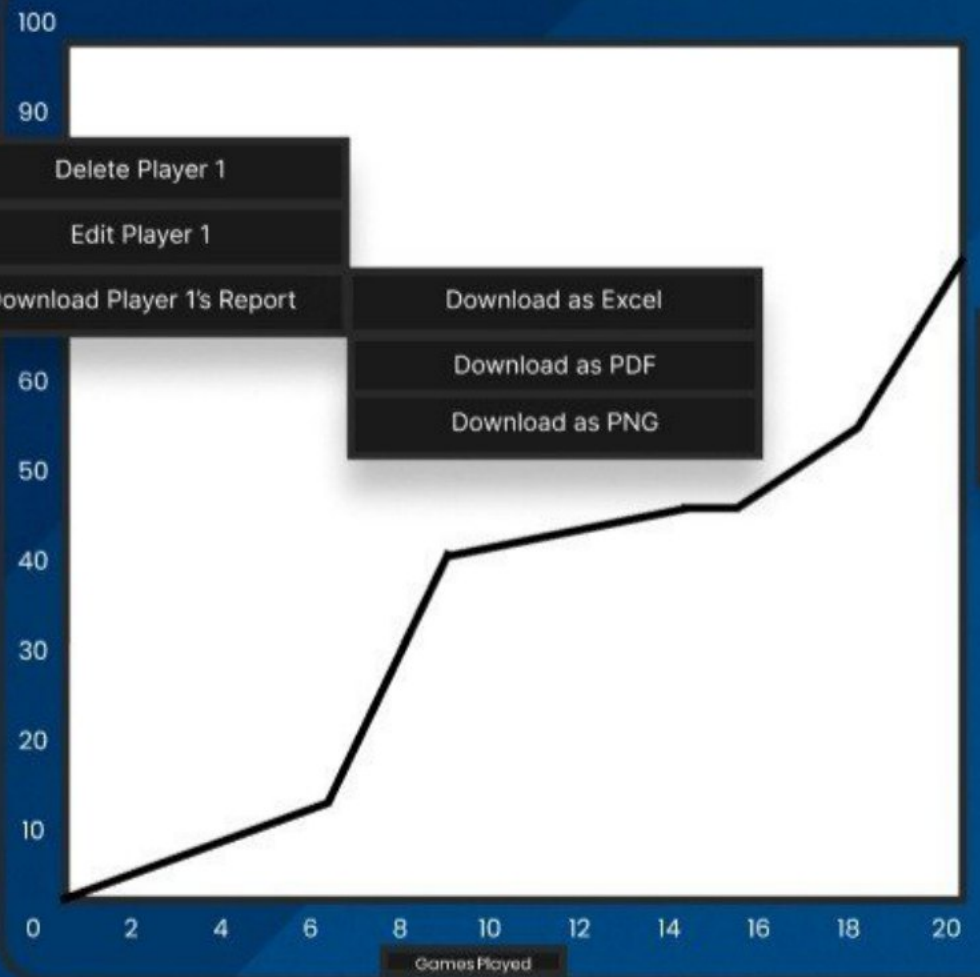 100
90
Delete Player 1
Edit Player 1
ownload Player 1's Report
Download as Excel
60
Download as PDF
Download as PNG
50
40
30
20
10
0 2 4 6 8 10 12 14 16 18 20
Games Played